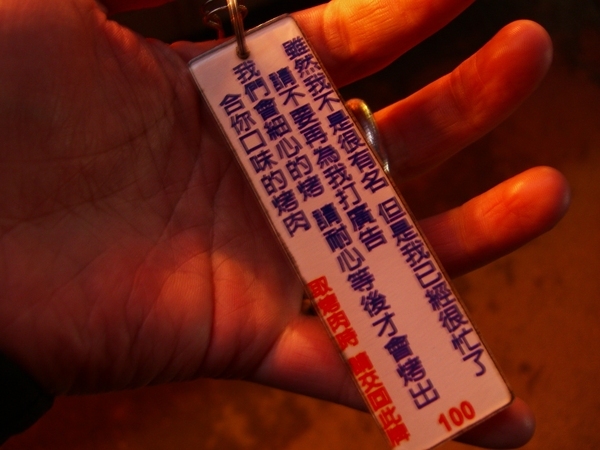 雖然我不是很有名 但是我已經很忙了
請不要再為我打廣告 請耐心等後才會烤出
我們會細心的烤
合你口味的烤肉
取烤肉時 請交回此牌
100